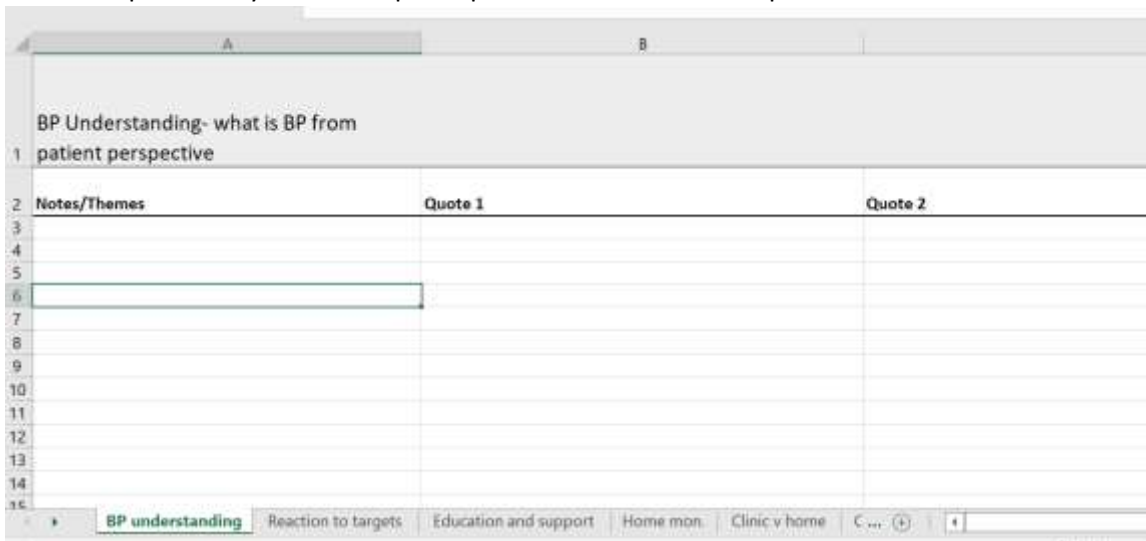 A B
BP Understanding- what is BP from
1 patient perspective
2 Notes/Themes Quote 1 Quote 2
3
4
5
6
7
8
9
10
11
12
13
14
15
BP understanding Reaction to targets Education and support Home mon. Clinic v home C ...